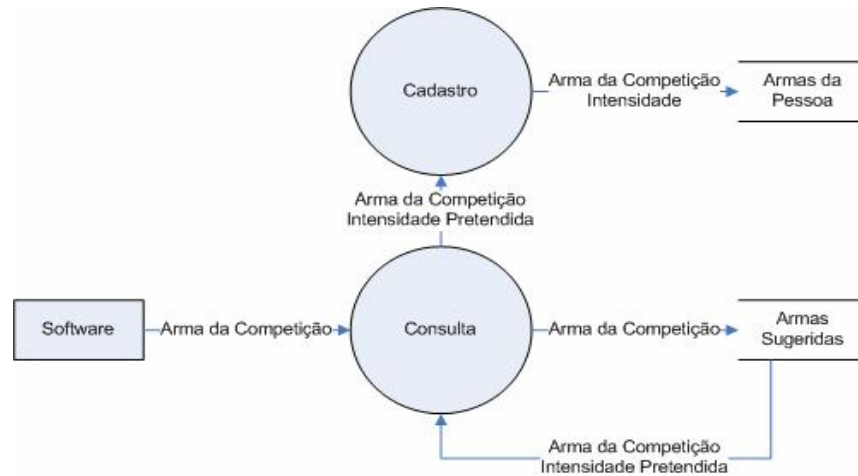 Cadastro
Arma da Competição
Intensidade
Armas da
Pessoa
Arma da Competição
Intensidade Pretendida
Software
Arma da Competição
Consulta
Arma da Competição
Armas
Sugeridas
Arma da Competição
Intensidade Pretendida